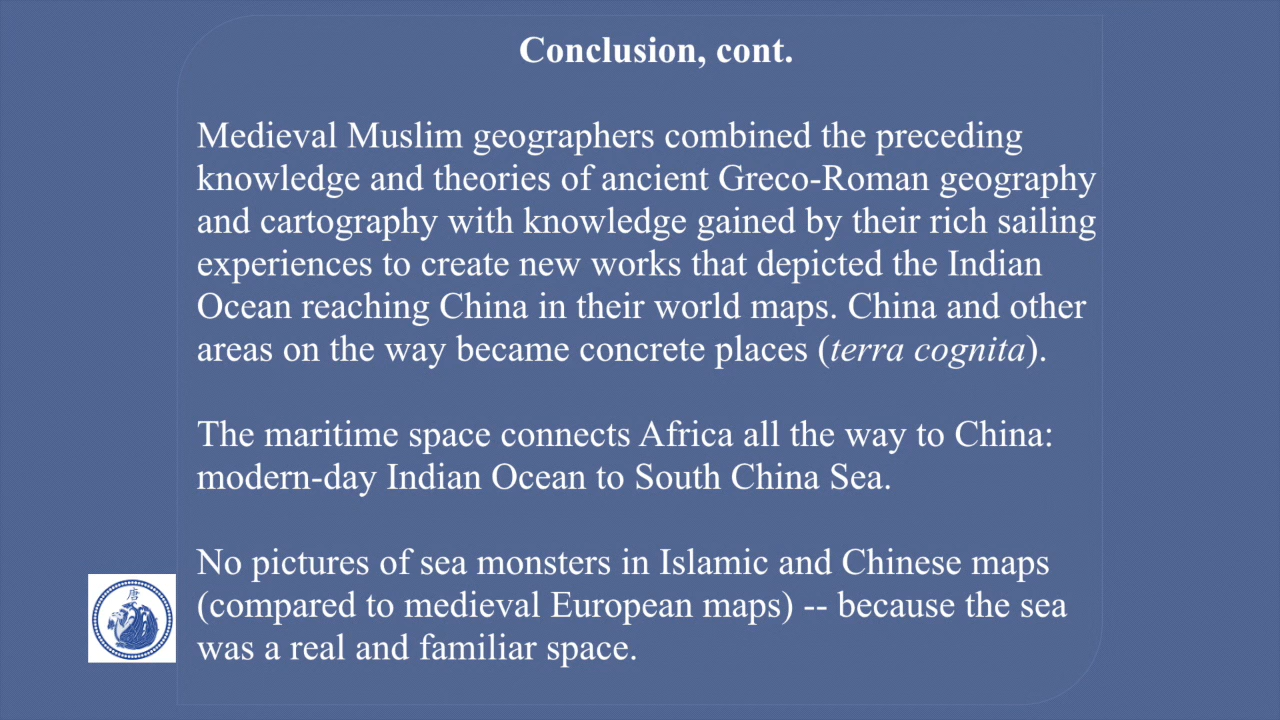 Conclusion, cont.
Medieval Muslim geographers combined the preceding
knowledge and theories of ancient Greco-Roman geography
and cartography with knowledge gained by their rich sailing
experiences to create new works that depicted the Indian
Ocean reaching China in their world maps. China and other
areas on the way became concrete places (terra cognita).
The maritime space connects Africa all the way to China:
modern-day Indian Ocean to South China Sea.
No pictures of sea monsters in Islamic and Chinese maps
(compared to medieval European maps) -- because the sea
was a real and familiar space.
唐